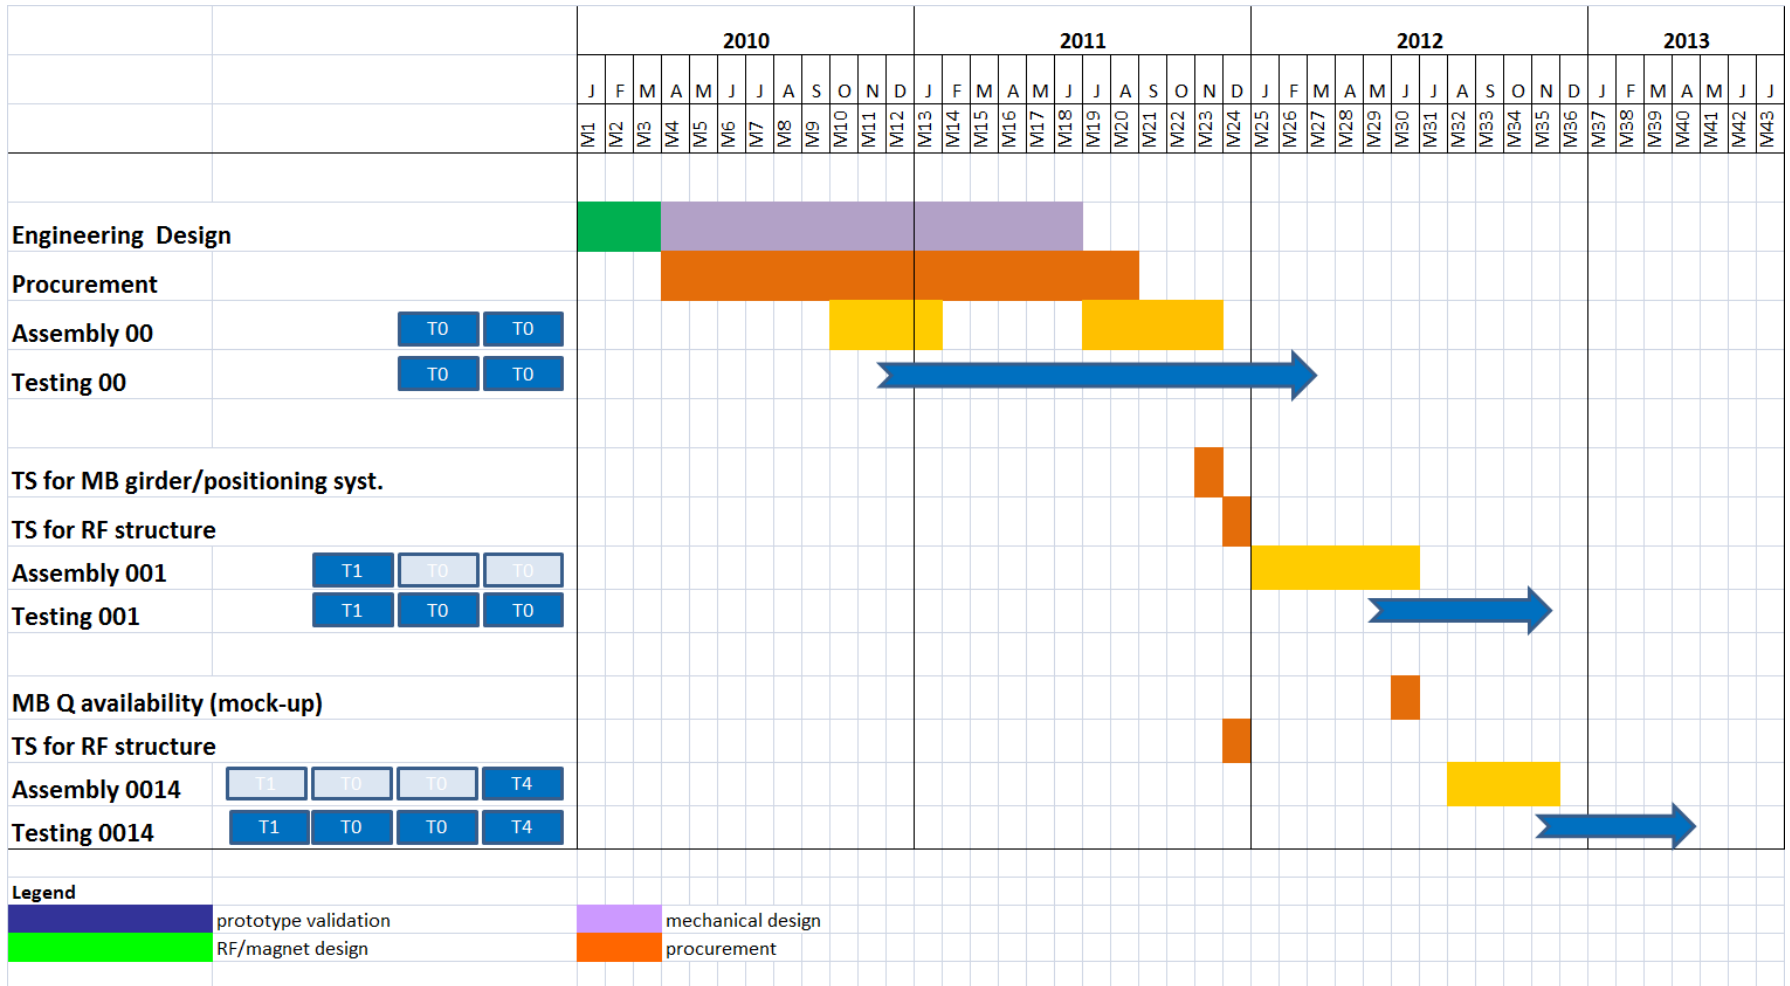 2010 2011 2012 2013
J F M A M J J A S O N D J F M A M J J A S O N D J F M A M J J A S O N D J F M A M J J
M1 M2 M3 M4 M5 M6 M7 M8 M9 M10 M11 M12 M13 M14 M15 M16 M17 M18 M19 M20 M21 M22 M23 M24 M25 M26 M27 M28 M29 M30 M31 M32 M33 M34 M35 M36 M37 M38 M39 M40 M41 M42 M43
Engineering Design
Procurement
Assembly 00 T0 T0
Testing 00 T0 T0
TS for MB girder/positioning syst.
TS for RF structure
Assembly 001 T1 T0 T0
Testing 001 T1 T0 T0
MB Q availability (mock-up)
TS for RF structure
Assembly 0014 T1 T0 T0 T4
Testing 0014 T1 T0 T0 T4
Legend
prototype validation mechanical design
RF/magnet design procurement